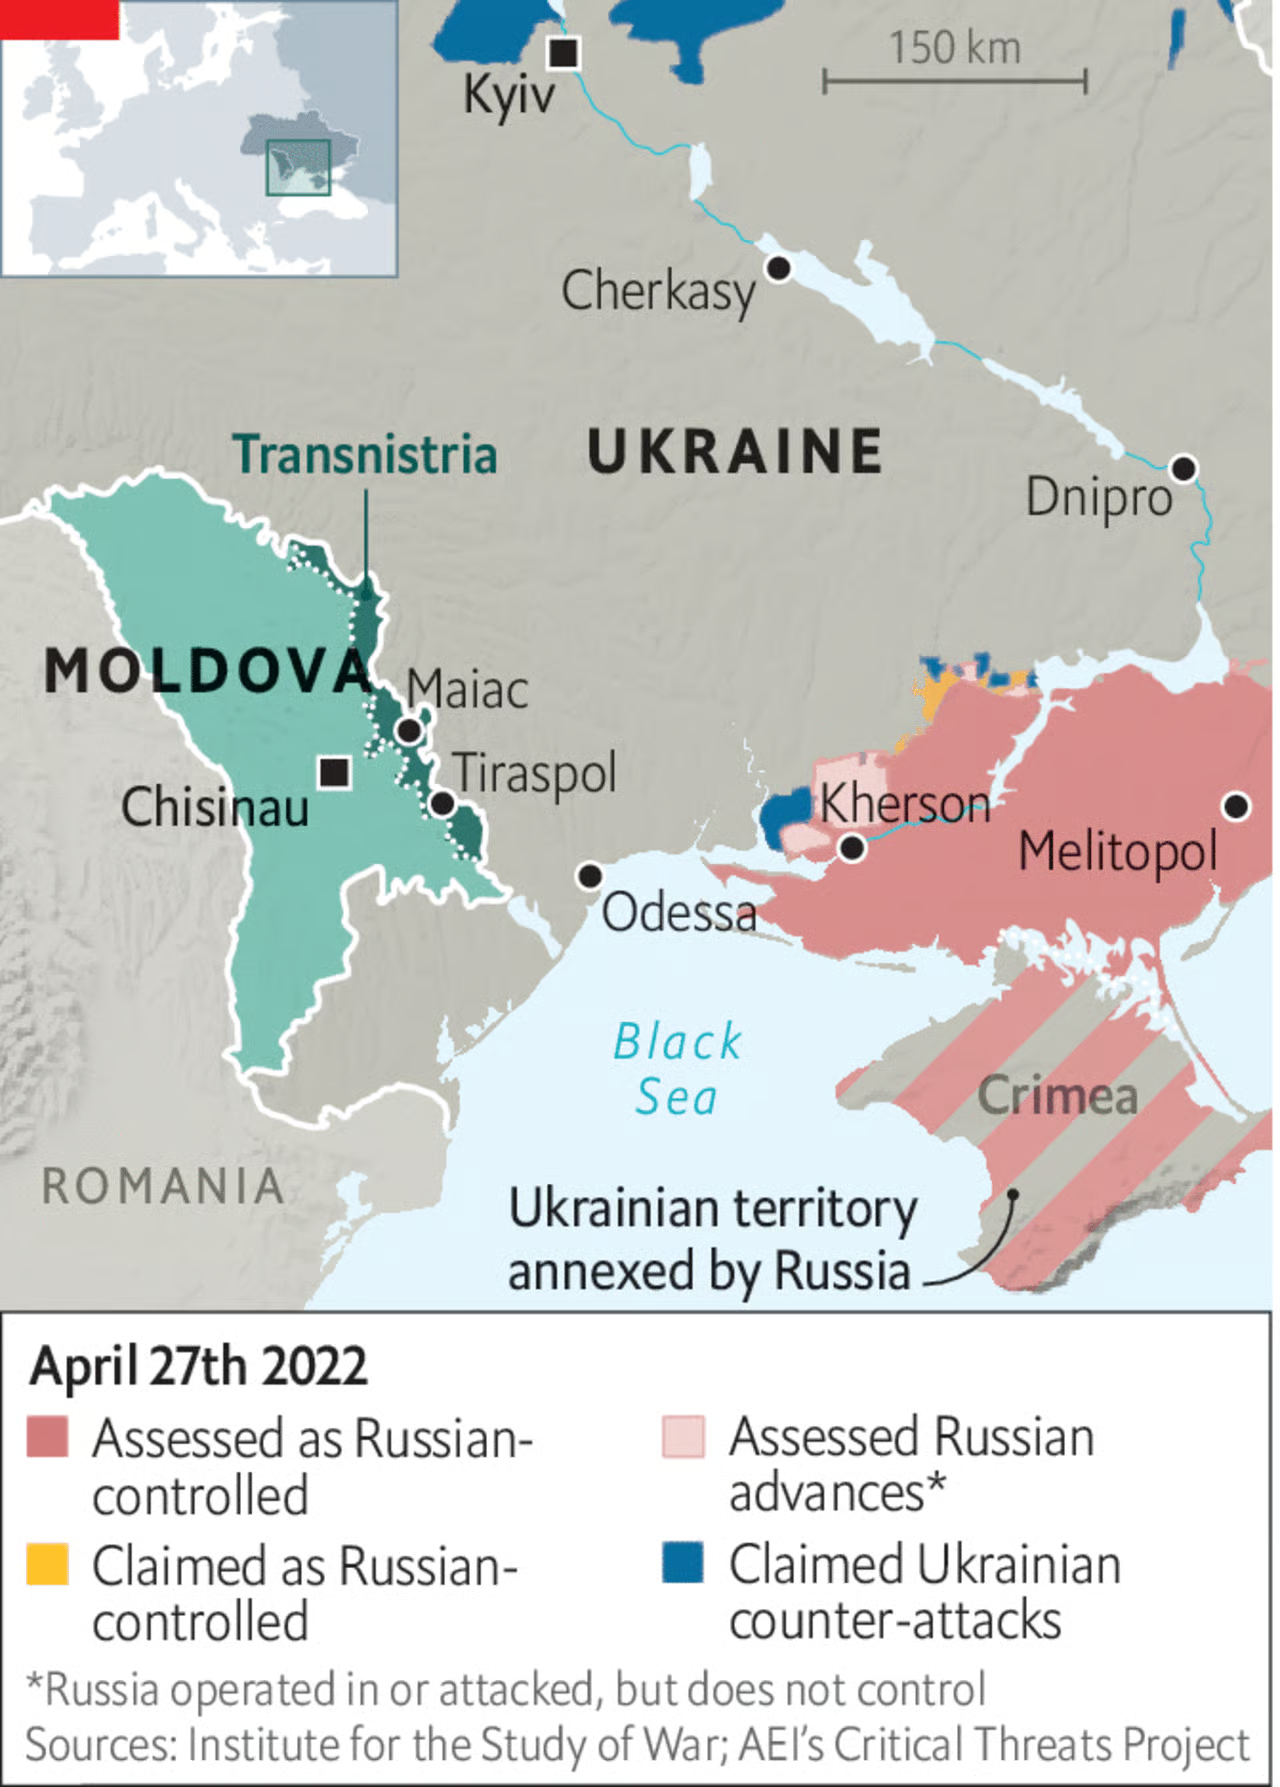 150 km
Kyiv
Cherkasy
Transnistria
UKRAINE
Dnipro
MOLDOVA
Maiac
Tiraspol
Chisinau
Kherson
Melitopol
Odessa
Black
Sea
Crimea
ROMANIA
Ukrainian territory
annexed by Russia
April 27th 2022
Assessed as Russian-
controlled
Assessed Russian
advances*
Claimed as Russian-
controlled
Claimed Ukrainian
counter-attacks
*Russia operated in or attacked, but does not control
Sources: Institute for the Study of War; AEI’s Critical Threats Project